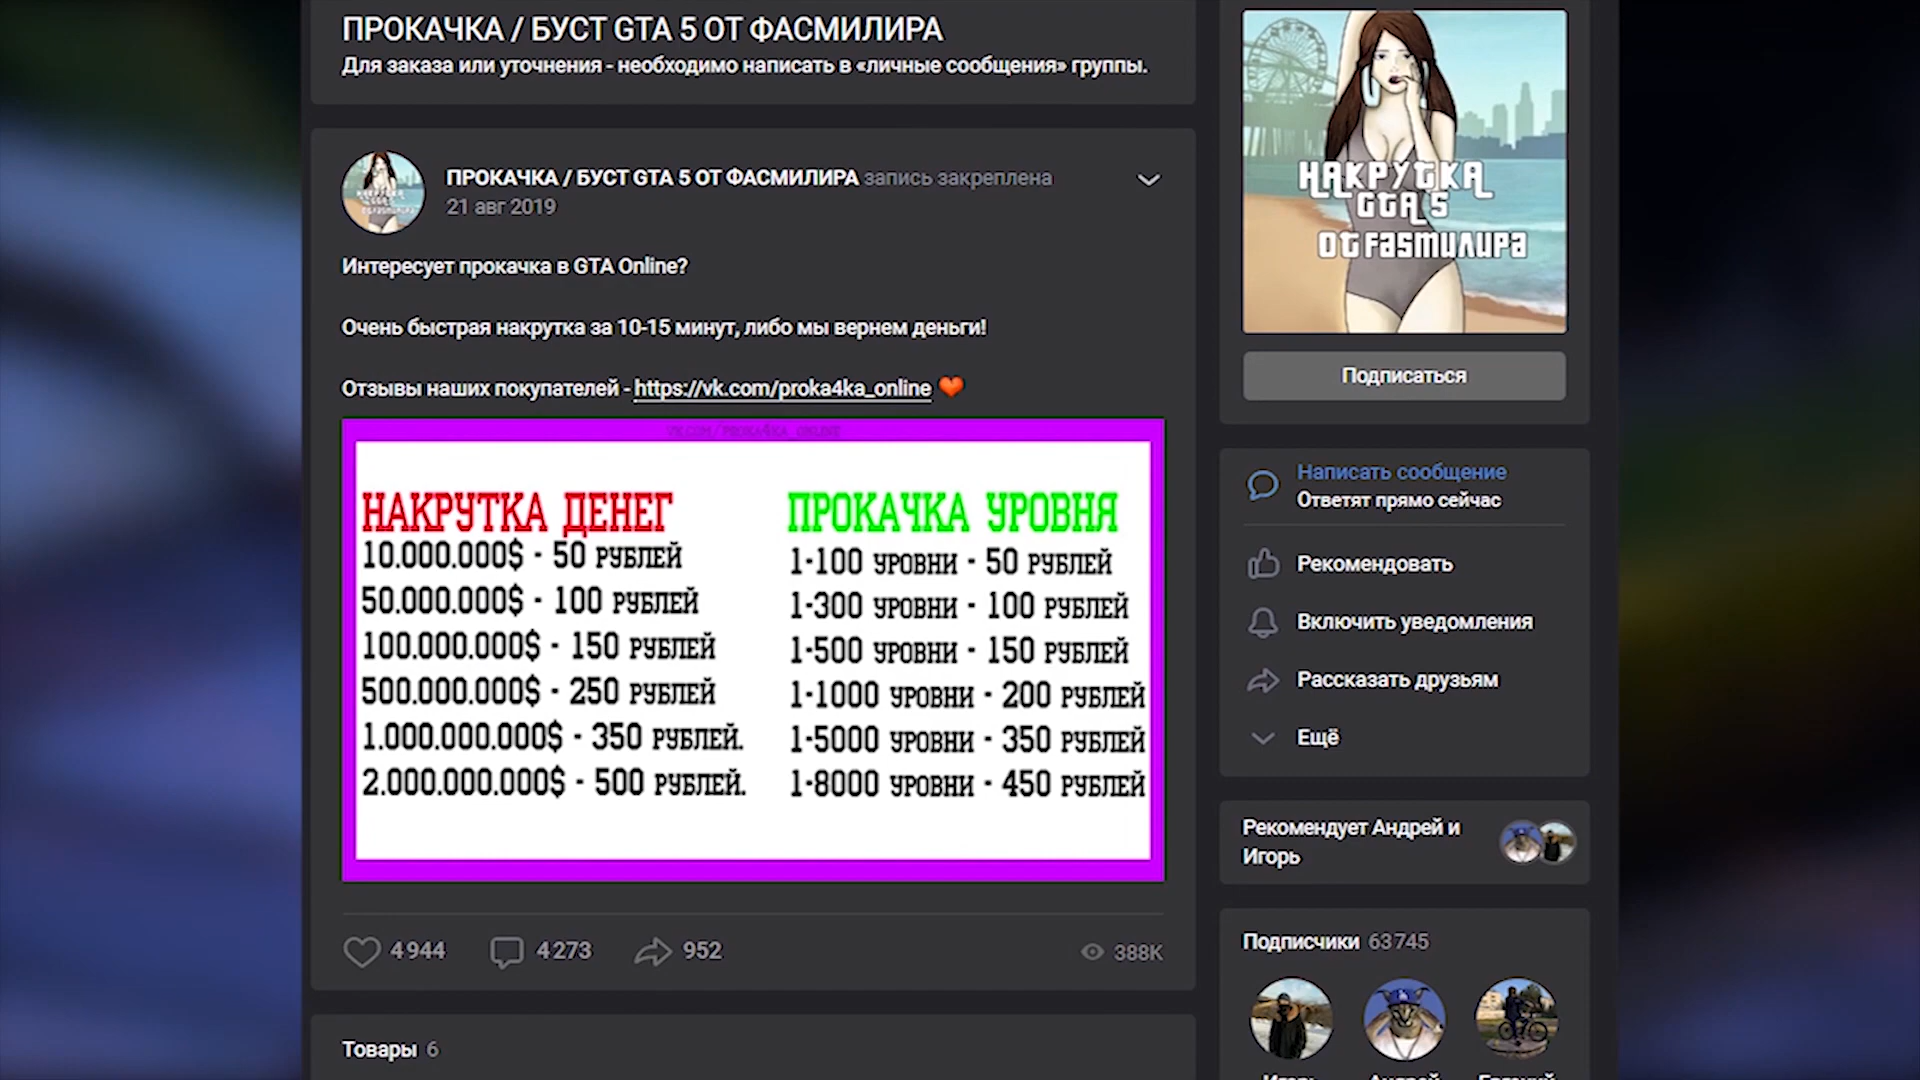 ПРОКАЧКА / БУСТ GTA 5 ОТ ФАСМИЛИРА
Для заказа или уточнения - необходимо написать в «личные сообщения» группы.
ПРОКАЧКА / БУСТ GTA 5 ОТ ФАСМИЛИРА запись закреплена
21 авг 2019
Интересует прокачка в GTA Online?
Очень быстрая накрутка за 10-15 минут, либо мы вернем деньги!
Отзывы наших покупателей - https://vk.com/proka4ka_online
VK.COM/PROKA4KA_ONLINE
НАКРУТКА ДЕНЕГ
10.000.000$ - 50 РУБЛЕЙ
50.000.000$ - 100 РУБЛЕЙ
100.000.000$ - 150 РУБЛЕЙ
500.000.000$ - 250 РУБЛЕЙ
1.000.000.000$ - 350 РУБЛЕЙ.
2.000.000.000$ - 500 РУБЛЕЙ.
ПРОКАЧКА УРОВНЯ
1-100 УРОВНИ - 50 РУБЛЕЙ
1-300 УРОВНИ - 100 РУБЛЕЙ
1-500 УРОВНИ - 150 РУБЛЕЙ
1-1000 УРОВНИ - 200 РУБЛЕЙ
1-5000 УРОВНИ - 350 РУБЛЕЙ
1-8000 УРОВНИ - 450 РУБЛЕЙ
4944 4273 952 388K
Товары 6
НАКРУТКА
GTA 5
ОТ FASMИЛИРА
Подписаться
Написать сообщение
Ответят прямо сейчас
Рекомендовать
Включить уведомления
Рассказать друзьям
Ещё
Рекомендует Андрей и
Игорь
Подписчики 63745